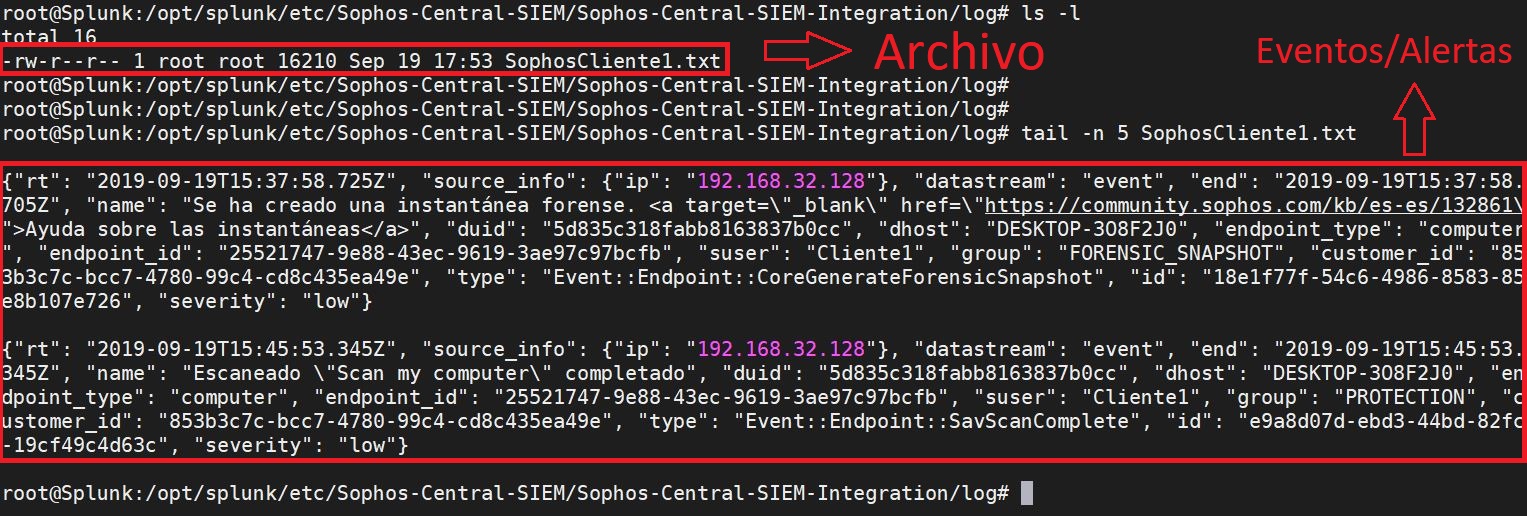 root@Splunk:/opt/splunk/etc/Sophos-Central-SIEM/Sophos-Central-SIEM-Integration/log# ls -l
total 16
-rw-r--r-- 1 root root 16210 Sep 19 17:53 SophosCliente1.txt
Archivo
Eventos/Alertas
root@Splunk:/opt/splunk/etc/Sophos-Central-SIEM/Sophos-Central-SIEM-Integration/log#
root@Splunk:/opt/splunk/etc/Sophos-Central-SIEM/Sophos-Central-SIEM-Integration/log#
root@Splunk:/opt/splunk/etc/Sophos-Central-SIEM/Sophos-Central-SIEM-Integration/log# tail -n 5 SophosCliente1.txt
{"rt": "2019-09-19T15:37:58.725Z", "source_info": {"ip": "192.168.32.128"}, "datastream": "event", "end": "2019-09-19T15:37:58.
705Z", "name": "Se ha creado una instantánea forense. <a target=\"_blank\" href=\"https://community.sophos.com/kb/es-es/132861\
">Ayuda sobre las instantáneas</a>", "duid": "5d835c318fabb8163837b0cc", "dhost": "DESKTOP-3O8F2J0", "endpoint_type": "computer
", "endpoint_id": "25521747-9e88-43ec-9619-3ae97c97bcfb", "suser": "Cliente1", "group": "FORENSIC_SNAPSHOT", "customer_id": "85
3b3c7c-bcc7-4780-99c4-cd8c435ea49e", "type": "Event::Endpoint::CoreGenerateForensicSnapshot", "id": "18e1f77f-54c6-4986-8583-85
e8b107e726", "severity": "low"}
{"rt": "2019-09-19T15:45:53.345Z", "source_info": {"ip": "192.168.32.128"}, "datastream": "event", "end": "2019-09-19T15:45:53.
345Z", "name": "Escaneado \"Scan my computer\" completado", "duid": "5d835c318fabb8163837b0cc", "dhost": "DESKTOP-3O8F2J0", "en
dpoint_type": "computer", "endpoint_id": "25521747-9e88-43ec-9619-3ae97c97bcfb", "suser": "Cliente1", "group": "PROTECTION", "c
ustomer_id": "853b3c7c-bcc7-4780-99c4-cd8c435ea49e", "type": "Event::Endpoint::SavScanComplete", "id": "e9a8d07d-ebd3-44bd-82fc
-19cf49c4d63c", "severity": "low"}
root@Splunk:/opt/splunk/etc/Sophos-Central-SIEM/Sophos-Central-SIEM-Integration/log#